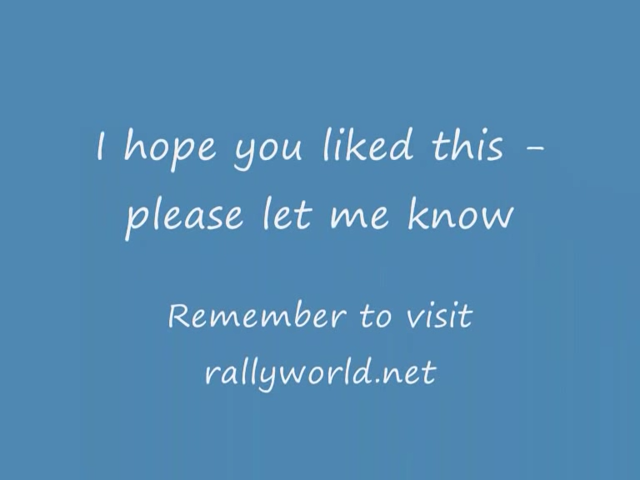 I hope you liked this -
please let me know
Remember to visit
rallyworld.net